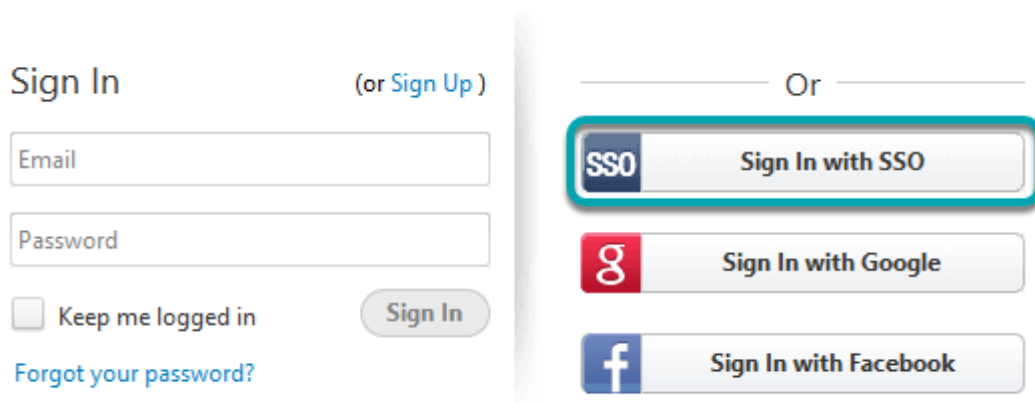 Sign In (or Sign Up )
Email
Password
Keep me logged in Sign In
Forgot your password?
Or
SSO Sign In with SSO
g Sign In with Google
f Sign In with Facebook